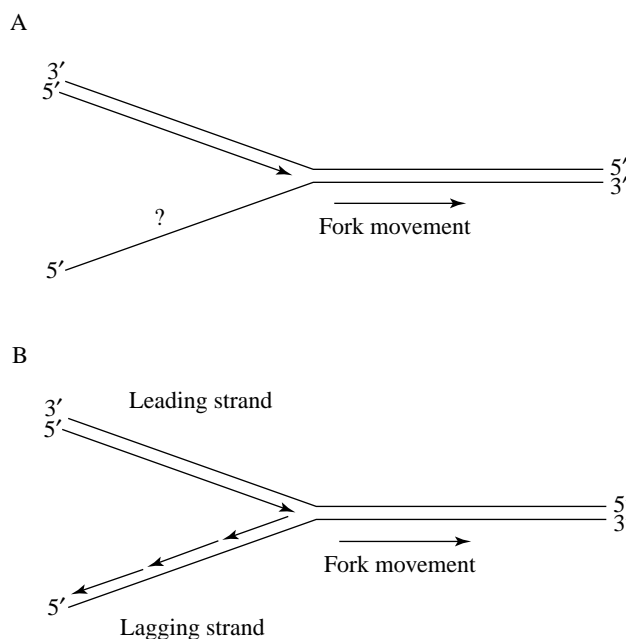 A
3′
5′
5′
3′
?
Fork movement
5′
B
Leading strand
3′
5′
5
3
Fork movement
5′
Lagging strand